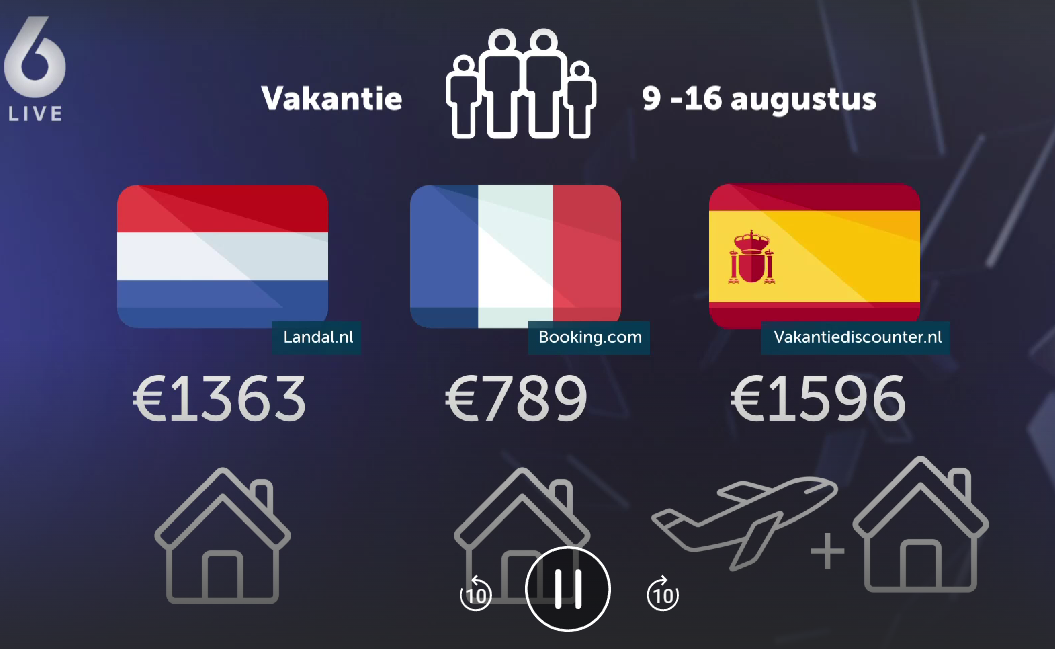 6
LIVE
Vakantie
9 -16 augustus
Landal.nl
Booking.com
Vakantiediscounter.nl
€1363
€789
€1596
+
10
10